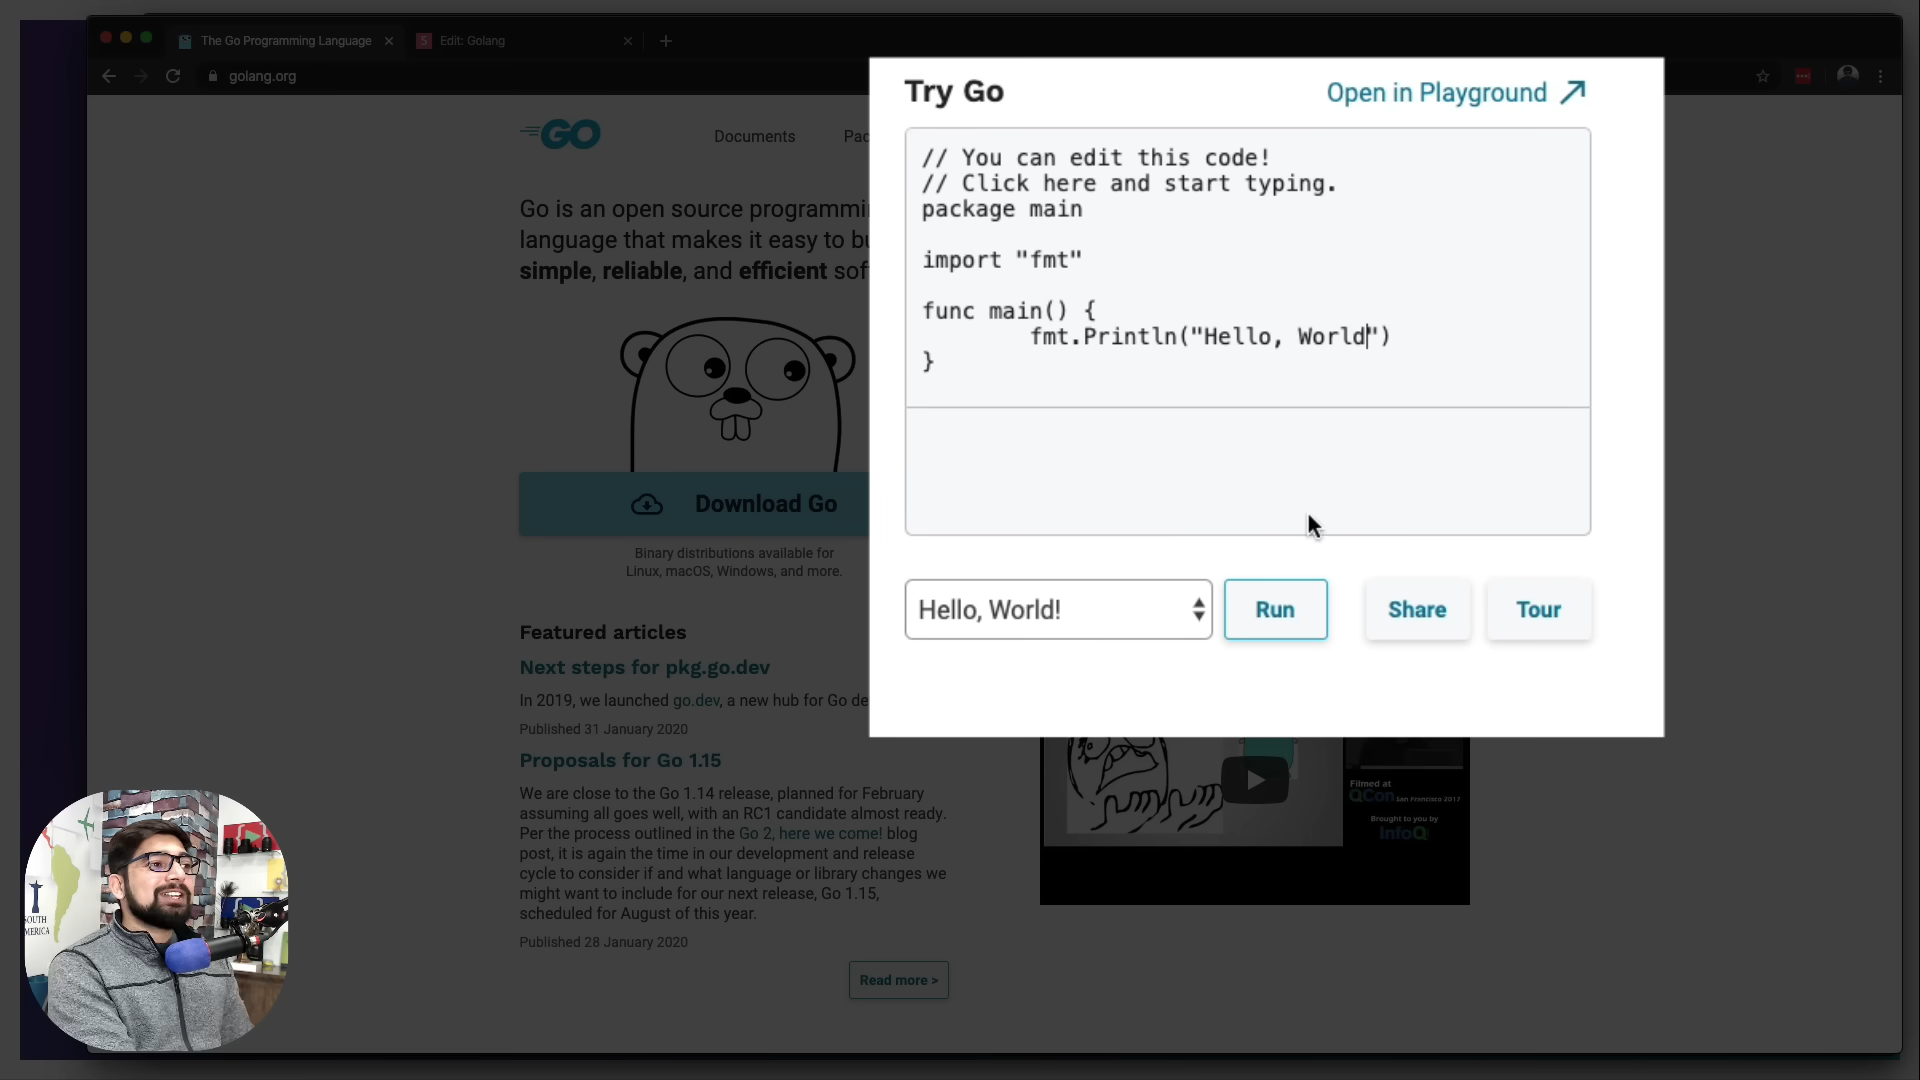 The Go Programming Language
Edit: Golang
golang.org
GO
Documents
Pac
Go is an open source programmi
language that makes it easy to bu
simple, reliable, and efficient sof
Download Go
Binary distributions available for
Linux, macOS, Windows, and more.
Featured articles
Next steps for pkg.go.dev
In 2019, we launched go.dev, a new hub for Go de
Published 31 January 2020
Proposals for Go 1.15
We are close to the Go 1.14 release, planned for February
assuming all goes well, with an RC1 candidate almost ready.
Per the process outlined in the Go 2, here we come! blog
post, it is again the time in our development and release
cycle to consider if and what language or library changes we
might want to include for our next release, Go 1.15,
scheduled for August of this year.
Published 28 January 2020
Read more >
Try Go
Open in Playground
// You can edit this code!
// Click here and start typing.
package main
import "fmt"
func main() {
fmt.Println("Hello, World")
}
Hello, World!
Run
Share
Tour
Filmed at
QCon San Francisco 2017
Brought to you by
InfoQ
SOUTH
MERICA